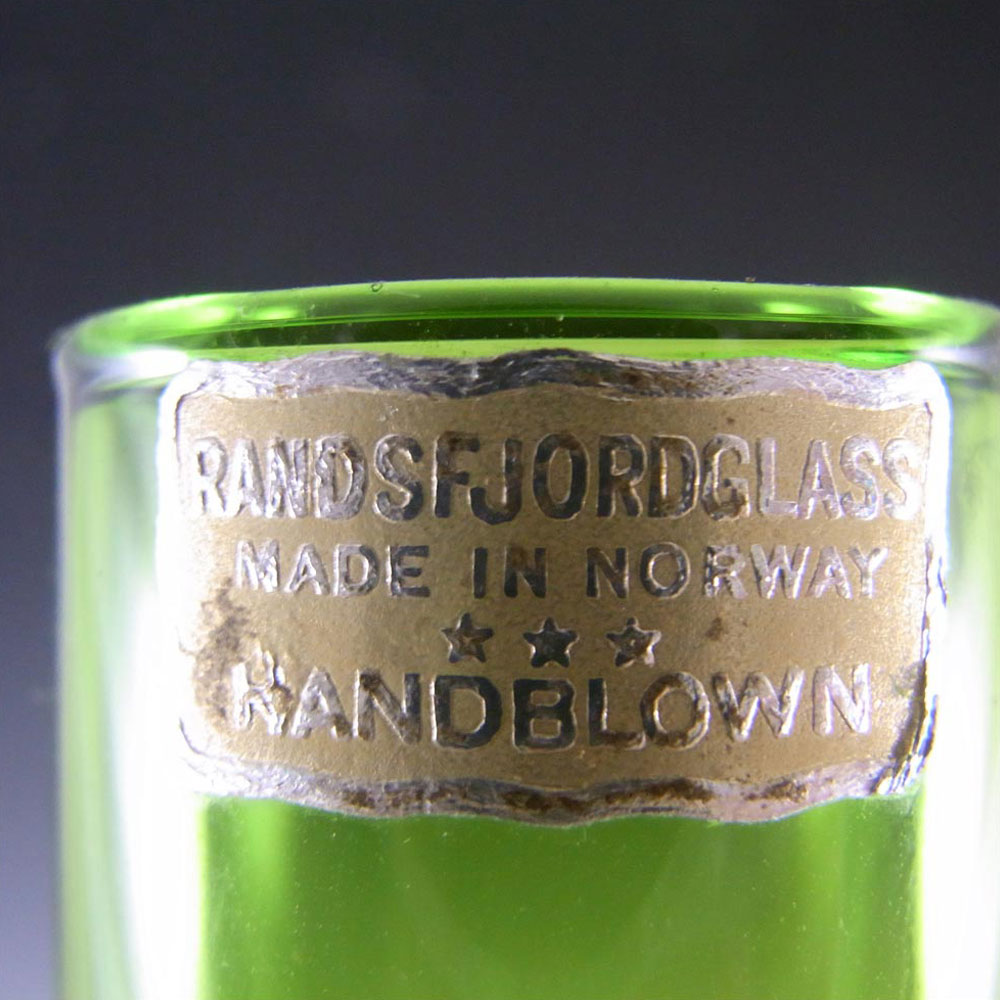 RANDSFJORDGLASS
MADE IN NORWAY
★ ★ ★
HANDBLOWN